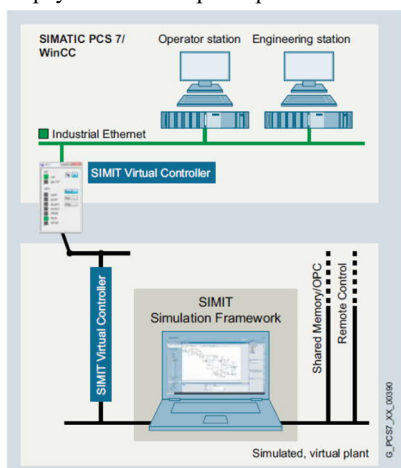 SIMATIC PCS 7/
WinCC
Operator station
Engineering station
Industrial Ethernet
SIMIT Virtual Controller
SIMIT Virtual Controller
SIMIT
Simulation Framework
Shared Memory/OPC
Remote Control
Simulated, virtual plant
G_PCS7_XX_00390